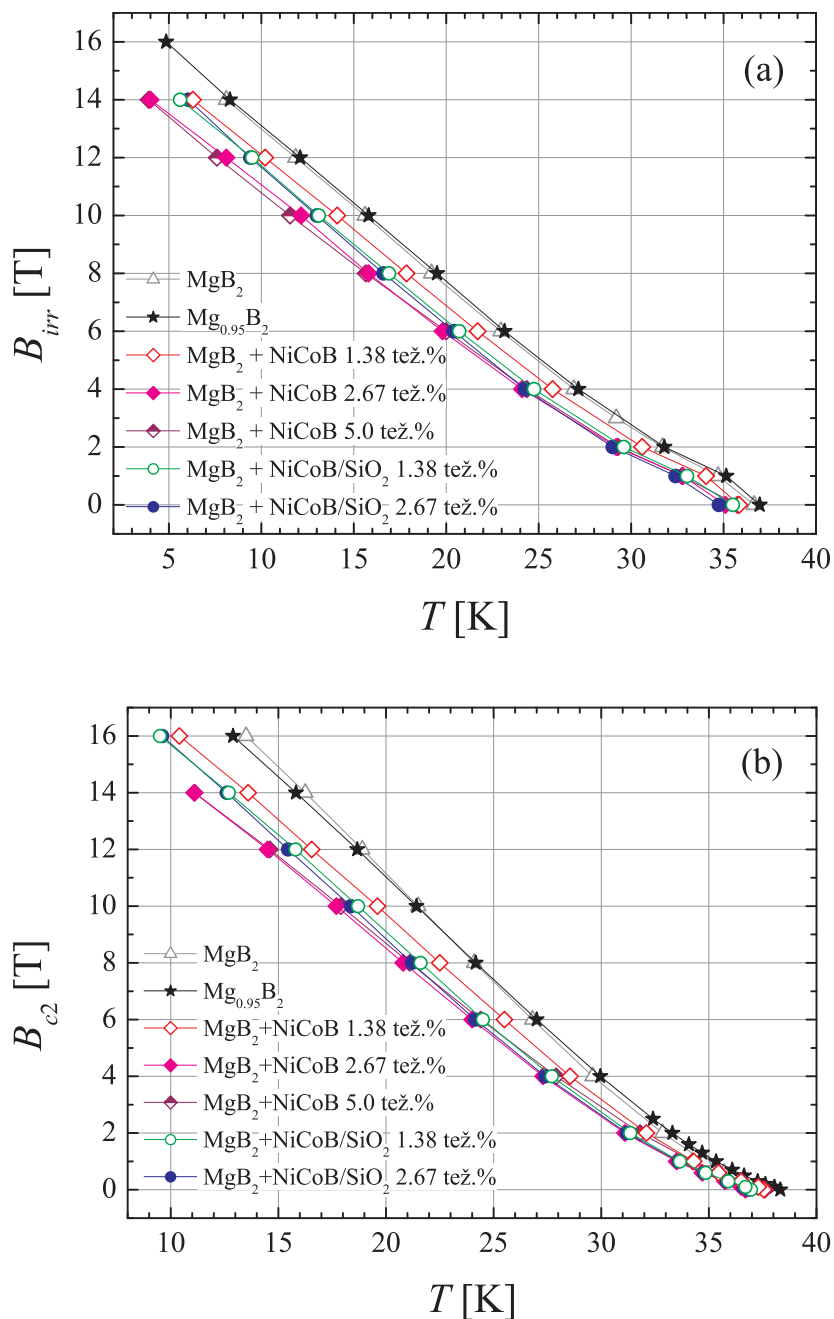 16
14
12
10
8
6
4
2
0
B_irr [T]
(a)
MgB₂
Mg₀.₉₅B₂
MgB₂ + NiCoB 1.38 tež.%
MgB₂ + NiCoB 2.67 tež.%
MgB₂ + NiCoB 5.0 tež.%
MgB₂ + NiCoB/SiO₂ 1.38 tež.%
MgB₂ + NiCoB/SiO₂ 2.67 tež.%
5 10 15 20 25 30 35 40
T [K]
16
14
12
10
8
6
4
2
0
B_c2 [T]
(b)
MgB₂
Mg₀.₉₅B₂
MgB₂+NiCoB 1.38 tež.%
MgB₂+NiCoB 2.67 tež.%
MgB₂+NiCoB 5.0 tež.%
MgB₂+NiCoB/SiO₂ 1.38 tež.%
MgB₂+NiCoB/SiO₂ 2.67 tež.%
10 15 20 25 30 35 40
T [K]